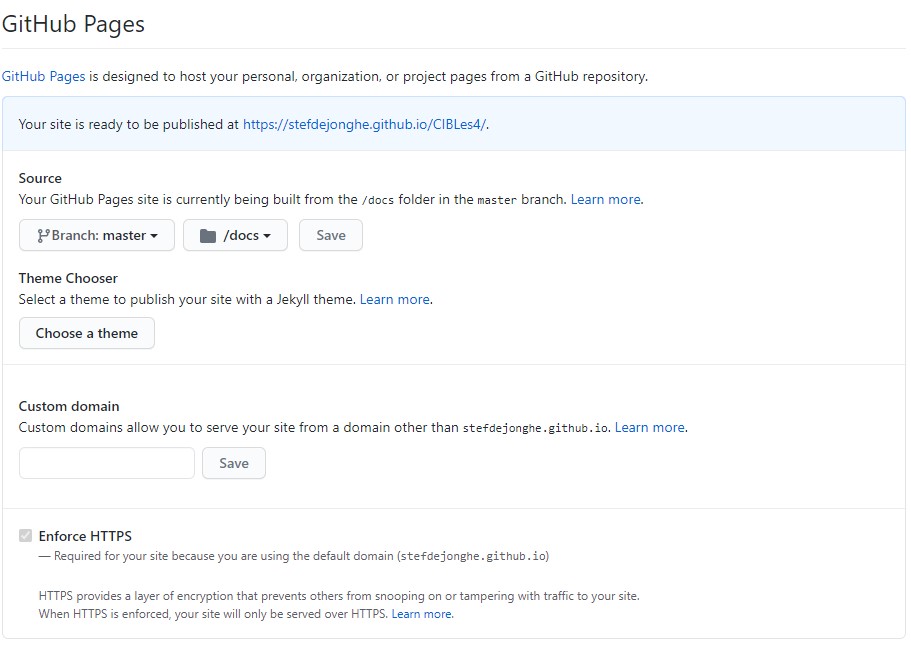 GitHub Pages
GitHub Pages is designed to host your personal, organization, or project pages from a GitHub repository.
Your site is ready to be published at https://stefdejonghe.github.io/CIBLes4/.
Source
Your GitHub Pages site is currently being built from the /docs folder in the master branch. Learn more.
Branch: master /docs Save
Theme Chooser
Select a theme to publish your site with a Jekyll theme. Learn more.
Choose a theme
Custom domain
Custom domains allow you to serve your site from a domain other than stefdejonghe.github.io. Learn more.
Save
Enforce HTTPS
— Required for your site because you are using the default domain (stefdejonghe.github.io)
HTTPS provides a layer of encryption that prevents others from snooping on or tampering with traffic to your site.
When HTTPS is enforced, your site will only be served over HTTPS. Learn more.